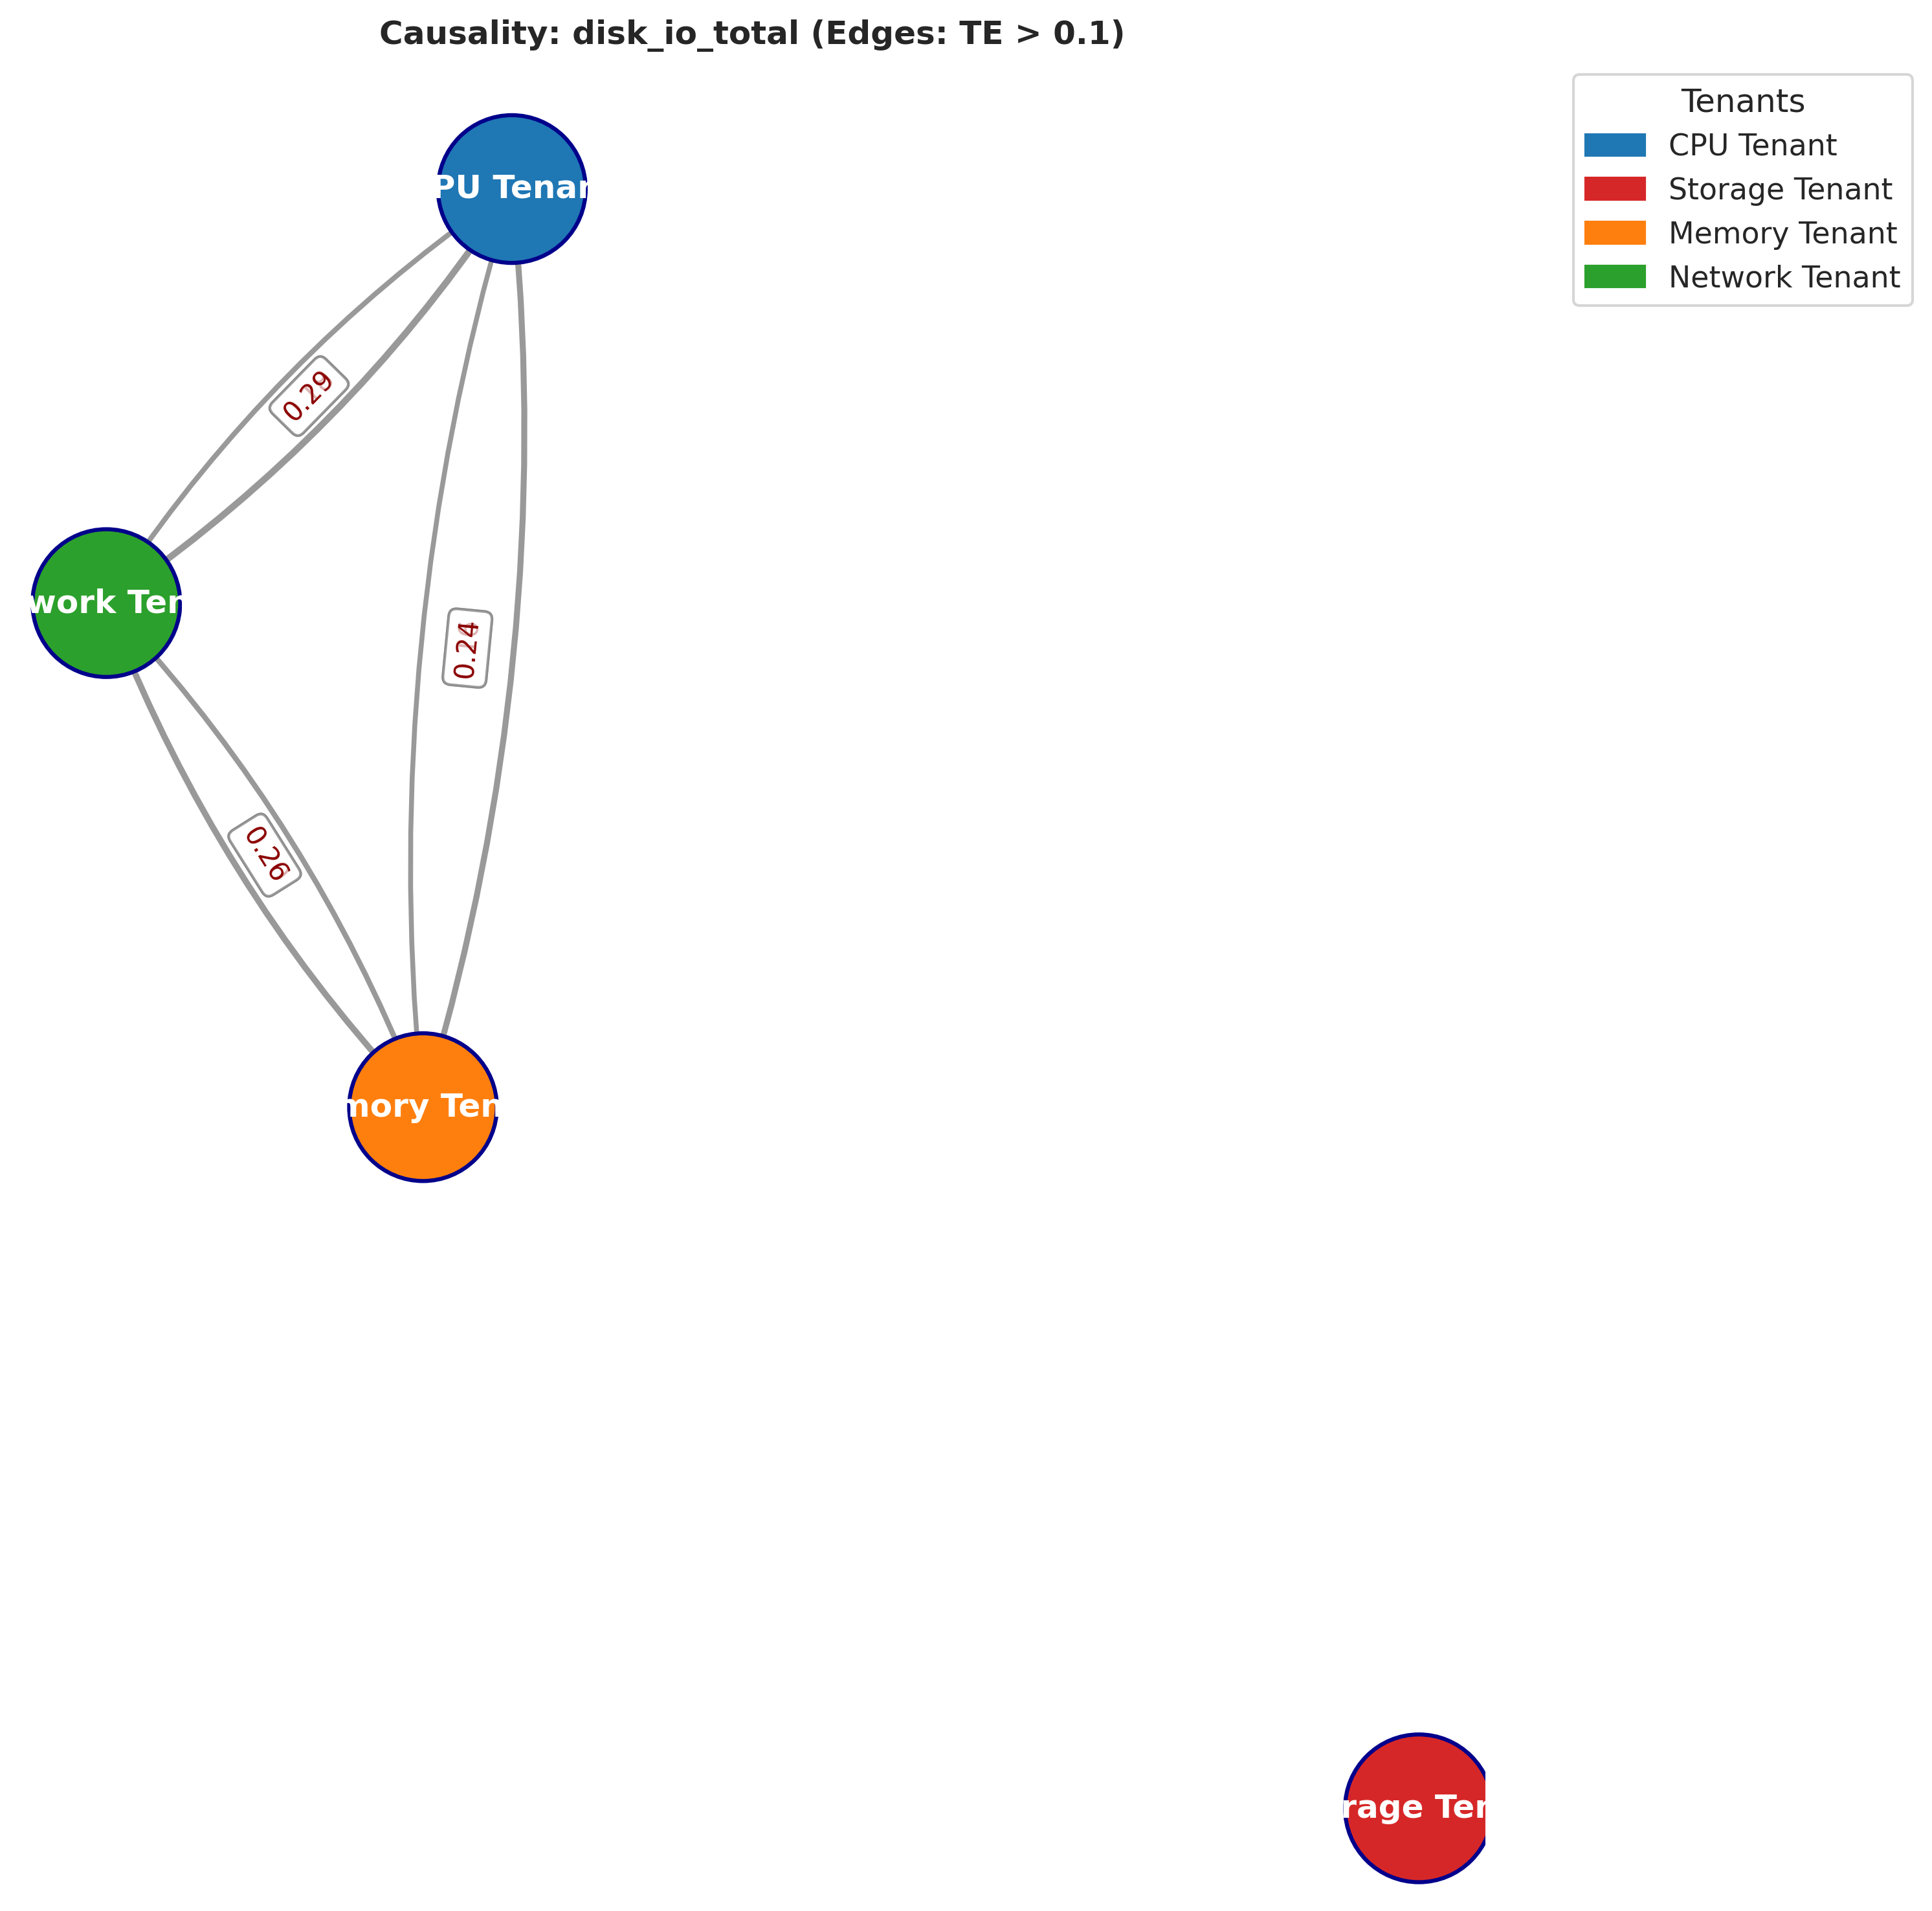 Causality: disk_io_total (Edges: TE > 0.1)
Tenants
CPU Tenant
Storage Tenant
Memory Tenant
Network Tenant
PU Tenar
0.29
work Ter
0.24
0.26
mory Ten
rage Ter